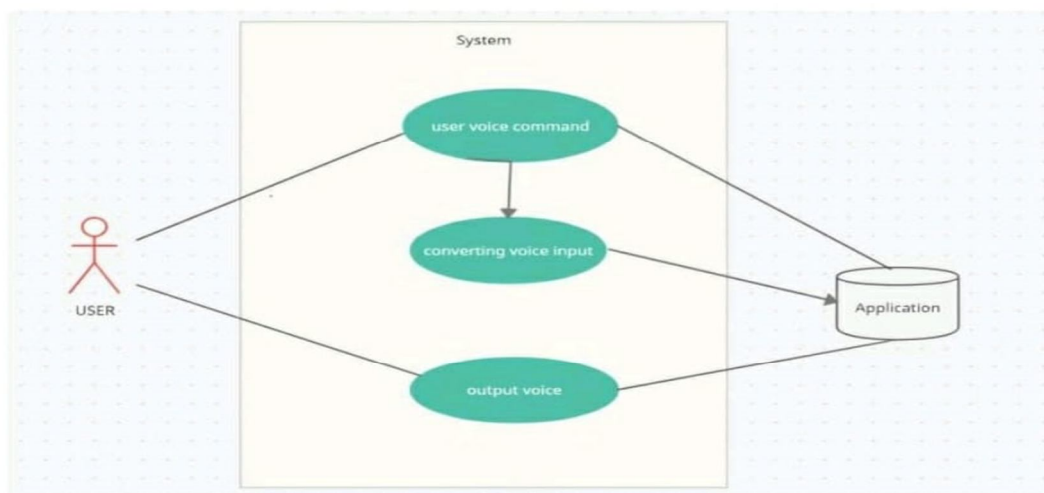 System
user voice command
converting voice input
USER
Application
output voice